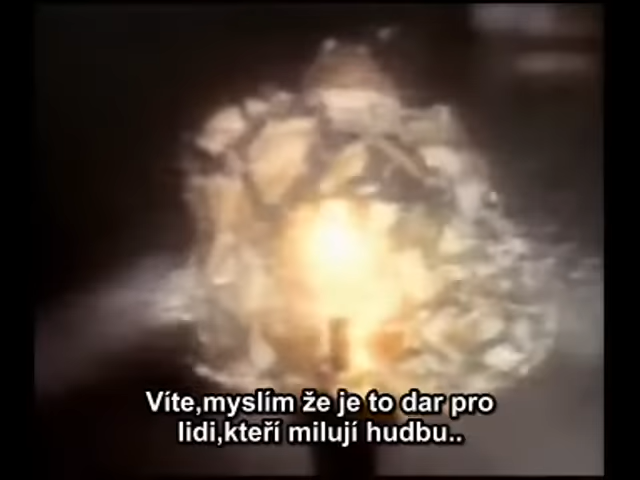 Víte,myslím že je to dar pro
lidi,kteří milují hudbu..